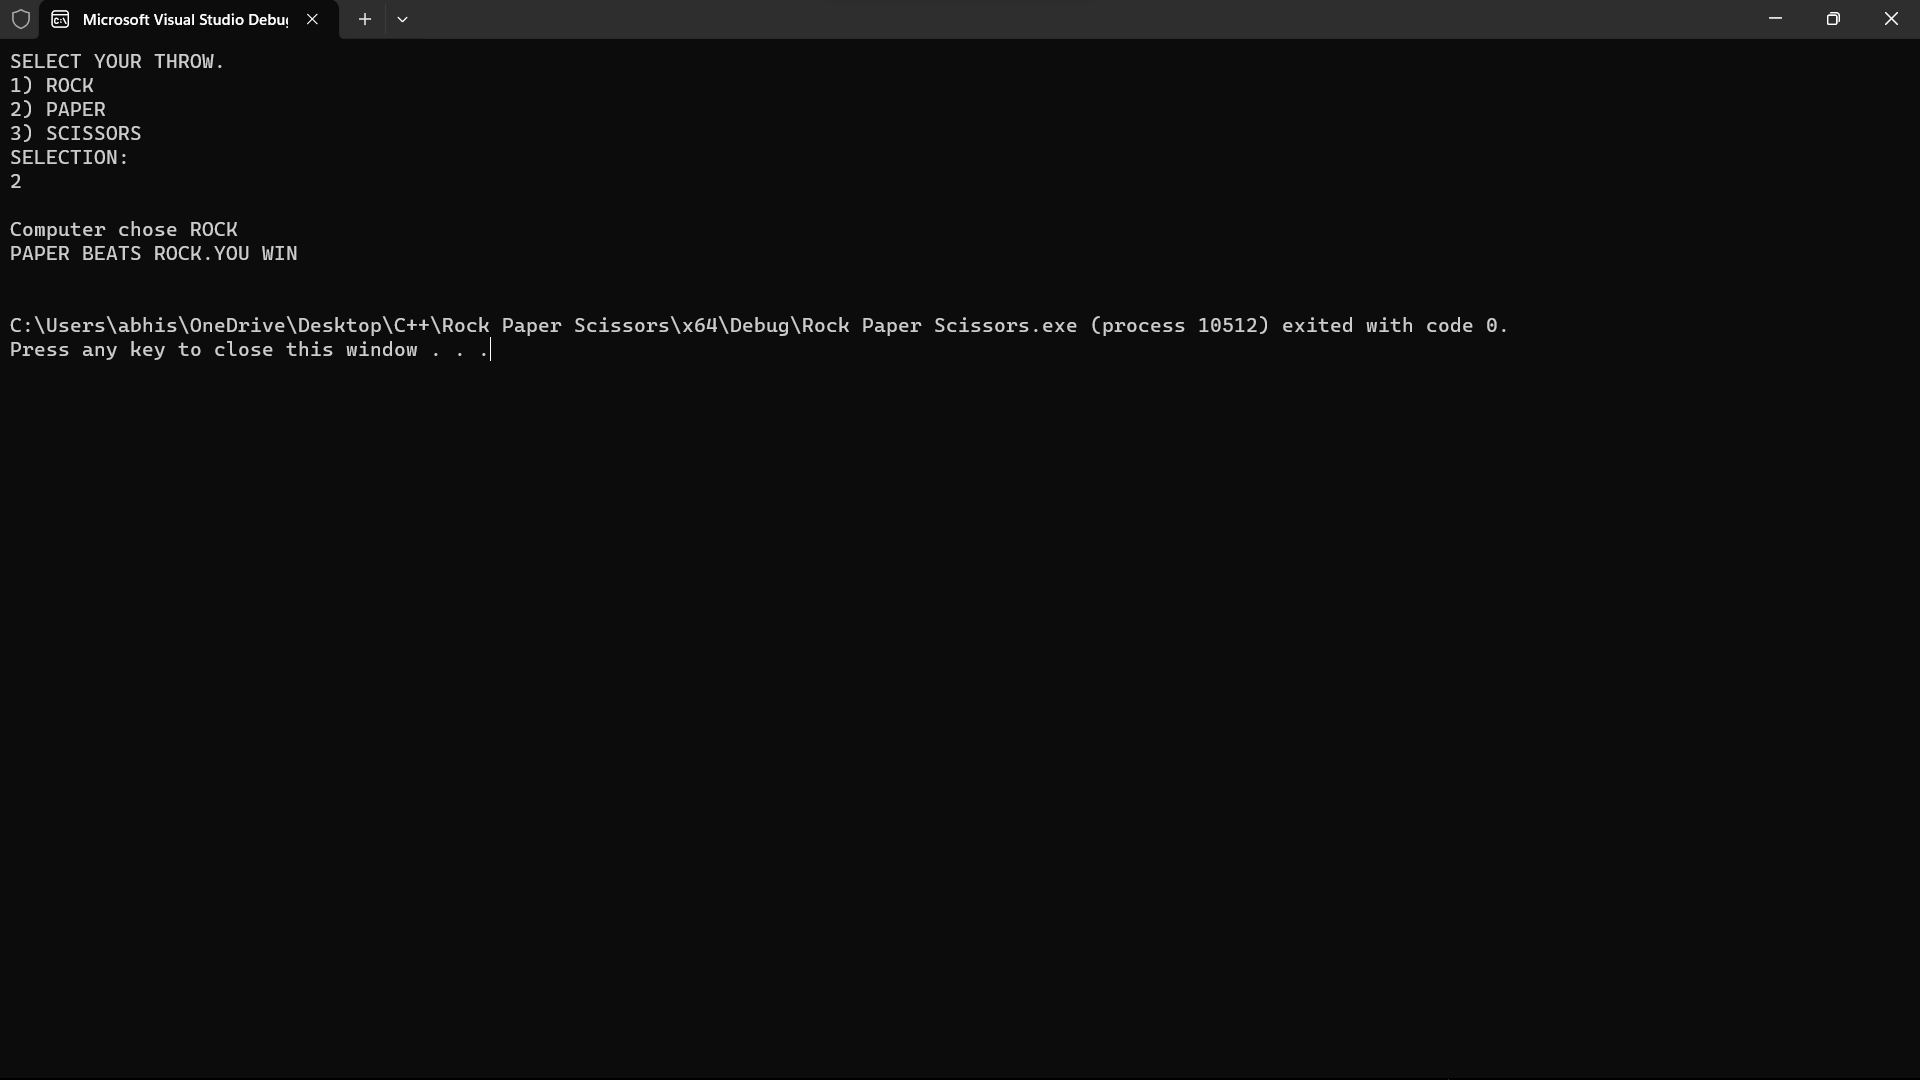 Microsoft Visual Studio Debu
SELECT YOUR THROW.
1) ROCK
2) PAPER
3) SCISSORS
SELECTION:
2
Computer chose ROCK
PAPER BEATS ROCK.YOU WIN
C:\Users\abhis\OneDrive\Desktop\C++\Rock Paper Scissors\x64\Debug\Rock Paper Scissors.exe (process 10512) exited with code 0.
Press any key to close this window . . .